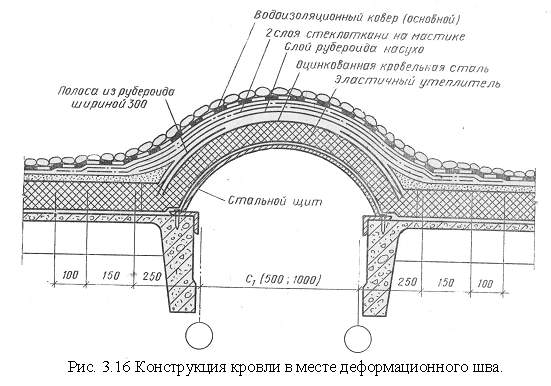 Водоизоляционный ковер (основной)
2 слоя стеклоткани на мастике
Слой рубероида насухо
Оцинкованная кровельная сталь
Эластичный утеплитель
Полоса из рубероида
шириной 300
Стальной щит
100 150 250 C₁ (500; 1000) 250 150 100
Рис. 3.16 Конструкция кровли в месте деформационного шва.